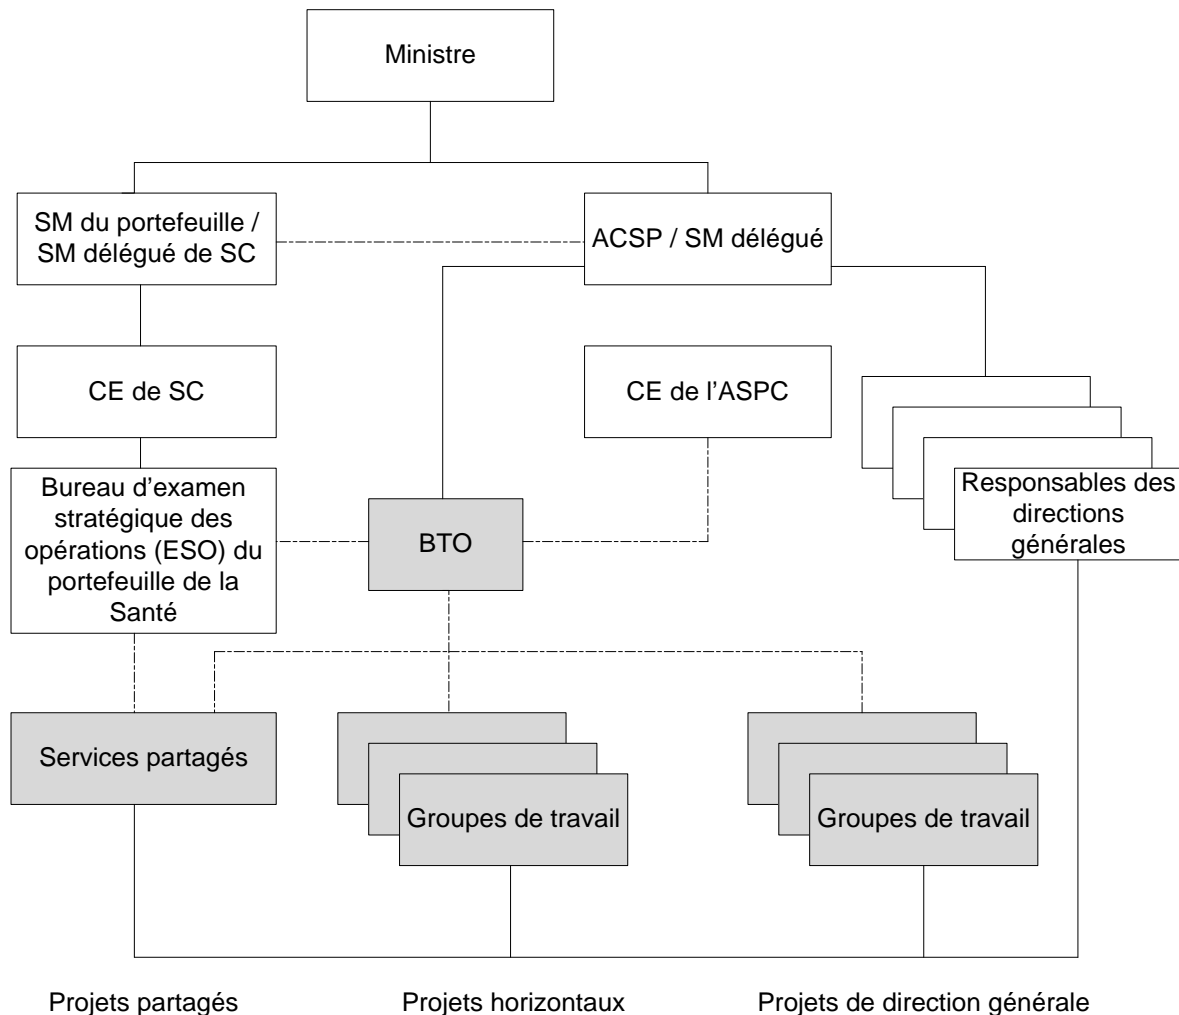 Ministre
SM du portefeuille /
SM délégué de SC
ACSP / SM délégué
CE de SC
CE de l’ASPC
Bureau d’examen
stratégique des
opérations (ESO) du
portefeuille de la
Santé
BTO
Responsables des
directions
générales
Services partagés
Groupes de travail
Groupes de travail
Projets partagés
Projets horizontaux
Projets de direction générale